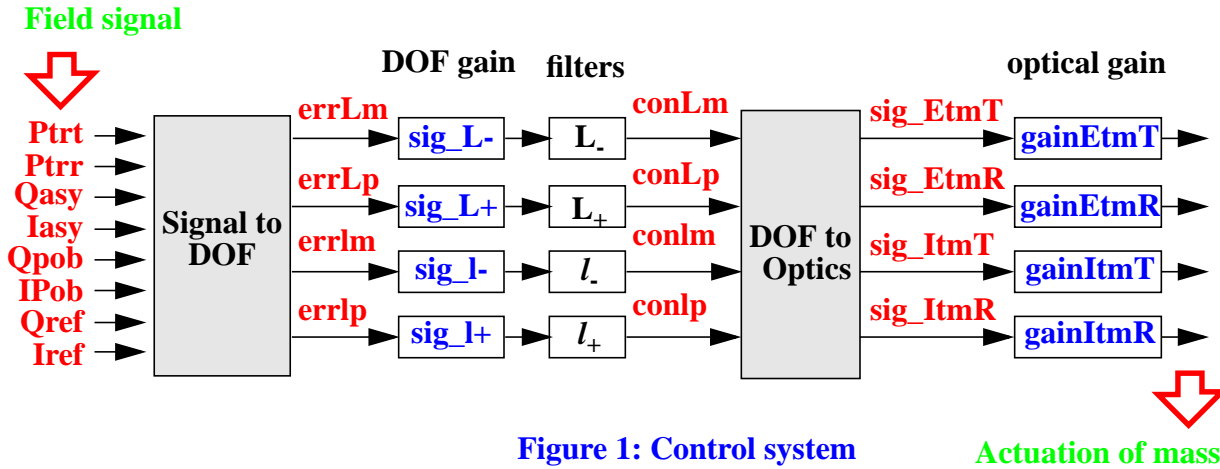 Field signal
DOF gain
filters
optical gain
Ptrt
Ptrr
Qasy
Iasy
Qpob
IPob
Qref
Iref
Signal to
DOF
errLm
errLp
errlm
errlp
sig_L-
sig_L+
sig_l-
sig_l+
L-
L+
l-
l+
conLm
conLp
conlm
conlp
DOF to
Optics
sig_EtmT
sig_EtmR
sig_ItmT
sig_ItmR
gainEtmT
gainEtmR
gainItmT
gainItmR
Figure 1: Control system
Actuation of mass